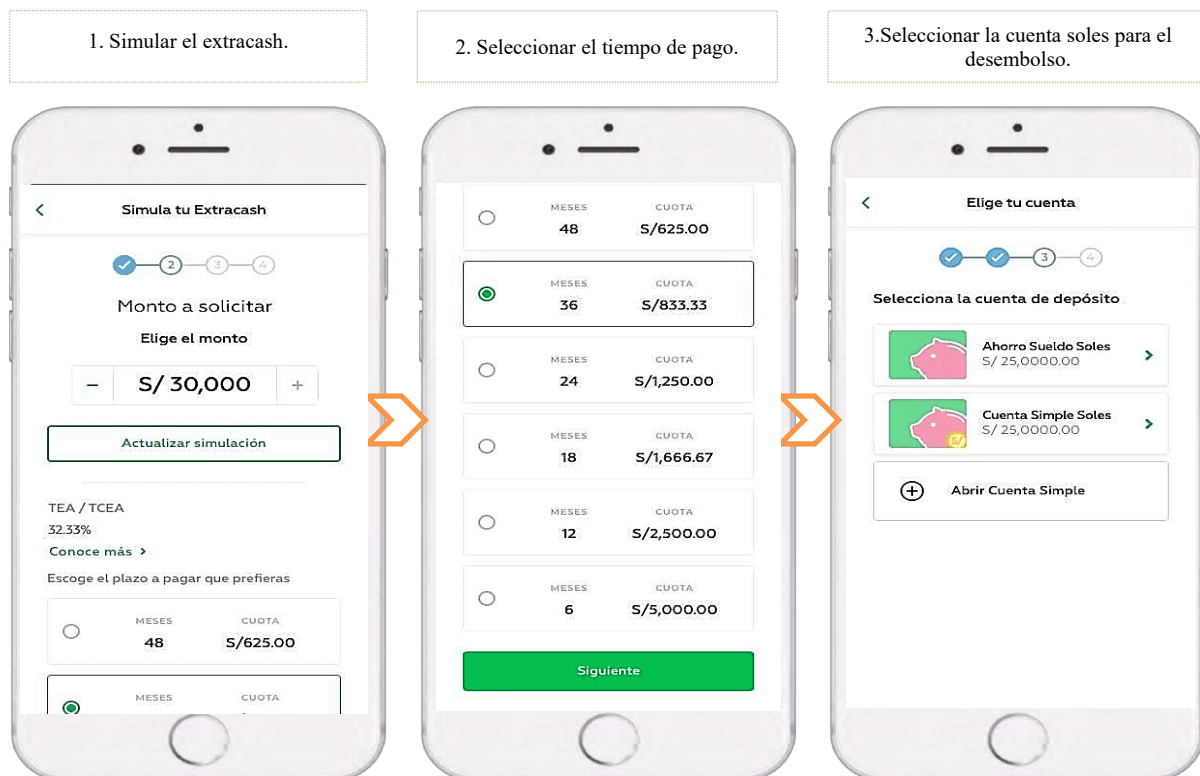 1. Simular el extracash.
2. Seleccionar el tiempo de pago.
3.Seleccionar la cuenta soles para el
desembolso.
Simula tu Extracash
2
3
4
Monto a solicitar
Elige el monto
− S/ 30,000 +
Actualizar simulación
TEA / TCEA
32.33%
Conoce más >
Escoge el plazo a pagar que prefieras
MESES CUOTA
48 S/625.00
MESES CUOTA
MESES CUOTA
48 S/625.00
MESES CUOTA
36 S/833.33
MESES CUOTA
24 S/1,250.00
MESES CUOTA
18 S/1,666.67
MESES CUOTA
12 S/2,500.00
MESES CUOTA
6 S/5,000.00
Siguiente
Elige tu cuenta
3
4
Selecciona la cuenta de depósito
Ahorro Sueldo Soles
S/ 25,0000.00
Cuenta Simple Soles
S/ 25,0000.00
Abrir Cuenta Simple